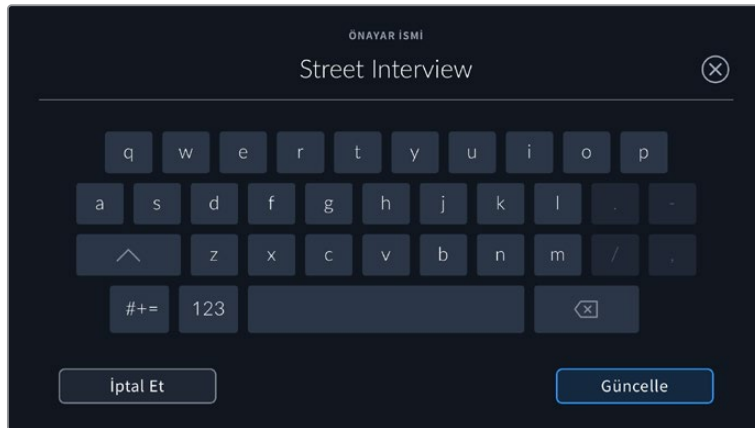 ÖNAYAR İSMİ
Street Interview
q w e r t y u i o p
a s d f g h j k l . -
z x c v b n m / ,
#+= 123
İptal Et Güncelle